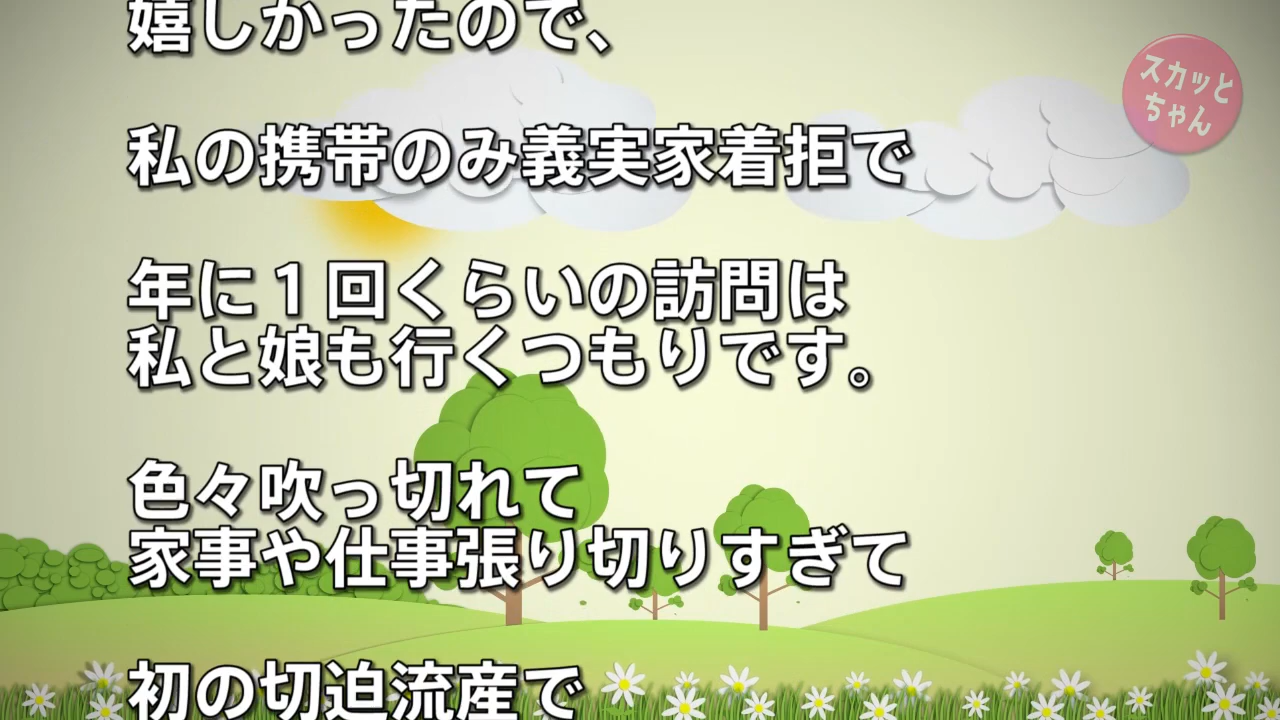 嬉しかったので、
スカッと
ちゃん
私の携帯のみ義実家着拒で
年に１回くらいの訪問は
私と娘も行くつもりです。
色々吹っ切れて
家事や仕事張り切りすぎて
初の切迫流産で